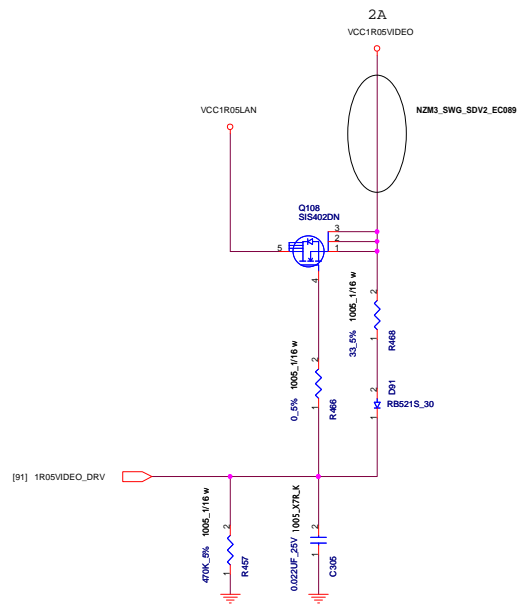 2A
VCC1R05VIDEO
NZM3_SWG_SDV2_EC089
VCC1R05LAN
Q108
SIS402DN
3
2
1
5
4
2
33_5% 1005_1/16 w
R468
1
2
0_5% 1005_1/16 w
R466
1
D91
RB521S_30
2
1
[91] 1R05VIDEO_DRV
2
470K_5% 1005_1/16 w
R457
1
2
0.022UF_25V 1005_X7R_K
C305
1